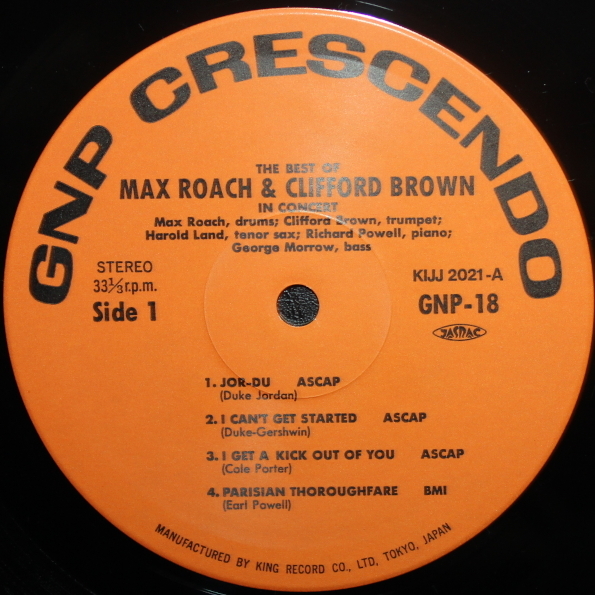 GNP CRESCENDO
THE BEST OF
MAX ROACH & CLIFFORD BROWN
IN CONCERT
Max Roach, drums; Clifford Brown, trumpet;
Harold Land, tenor sax; Richard Powell, piano;
George Morrow, bass
STEREO
33⅓ r.p.m.
Side 1
KIJJ 2021-A
GNP-18
JASRAC
1. JOR-DU ASCAP
(Duke Jordan)
2. I CAN'T GET STARTED ASCAP
(Duke-Gershwin)
3. I GET A KICK OUT OF YOU ASCAP
(Cole Porter)
4. PARISIAN THOROUGHFARE BMI
(Earl Powell)
MANUFACTURED BY KING RECORD CO., LTD, TOKYO, JAPAN